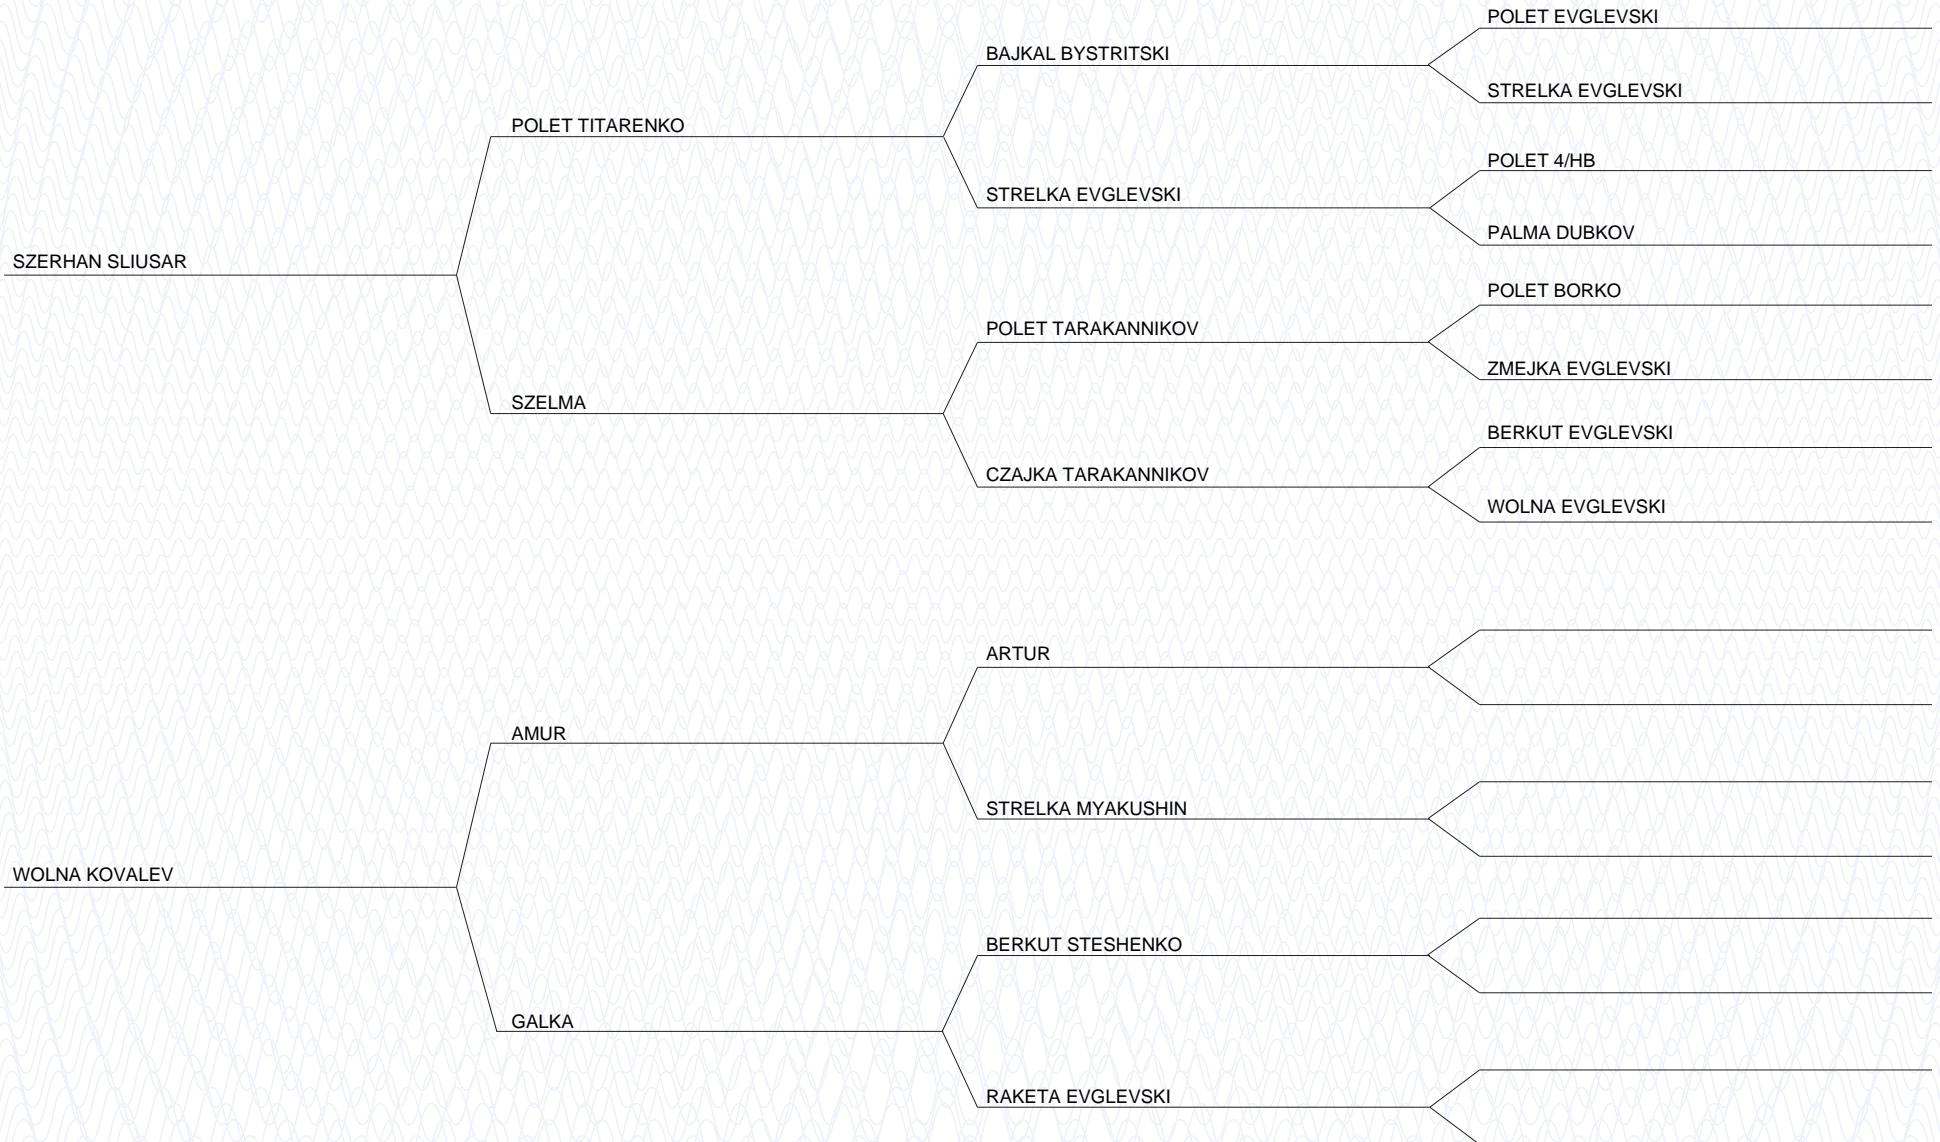 POLET EVGLEVSKI
BAJKAL BYSTRITSKI
STRELKA EVGLEVSKI
POLET TITARENKO
POLET 4/HB
STRELKA EVGLEVSKI
PALMA DUBKOV
SZERHAN SLIUSAR
POLET BORKO
POLET TARAKANNIKOV
ZMEJKA EVGLEVSKI
SZELMA
BERKUT EVGLEVSKI
CZAJKA TARAKANNIKOV
WOLNA EVGLEVSKI
ARTUR
AMUR
STRELKA MYAKUSHIN
WOLNA KOVALEV
BERKUT STESHENKO
GALKA
RAKETA EVGLEVSKI